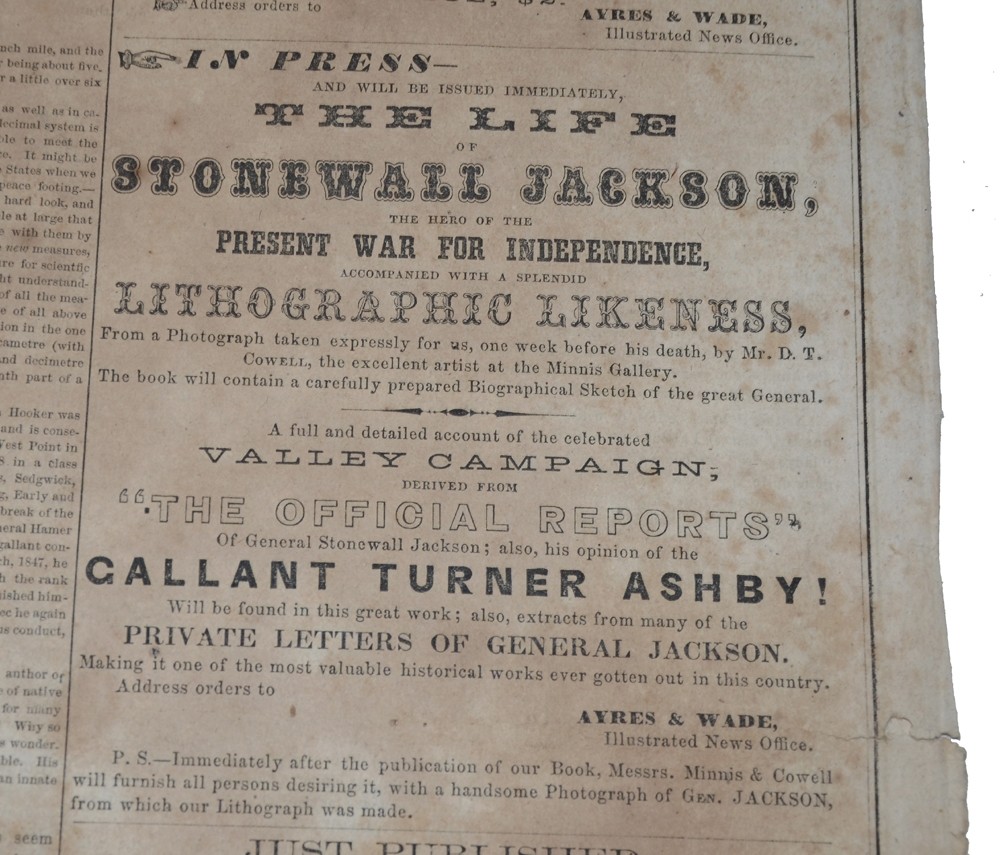 Address orders to
AYRES & WADE,
Illustrated News Office.
nch mile, and the
being about five.
r a little over six
as well as in ca-
decimal system is
ble to meet the
e. It might be
States when we
peace footing.—
hard look, and
le at large that
with them by
new measures,
re for scientific
ht understand-
of all the mea-
e of all above
ion in the one
cametre (with
nd decimetre
nth part of a
Hooker was
and is conse-
West Point in
S in a class
Sedgwick,
g, Early and
break of the
neral Hamer
gallant con-
ch, 1847, he
h the rank
uished him-
ec he again
us conduct,
author of
of native
for many
Why so
wonder.
ble. His
an innate
seem
IN PRESS—
AND WILL BE ISSUED IMMEDIATELY,
THE LIFE
OF
STONEWALL JACKSON,
THE HERO OF THE
PRESENT WAR FOR INDEPENDENCE,
ACCOMPANIED WITH A SPLENDID
LITHOGRAPHIC LIKENESS,
From a Photograph taken expressly for us, one week before his death, by Mr. D. T.
COWELL, the excellent artist at the Minnis Gallery.
The book will contain a carefully prepared Biographical Sketch of the great General.
A full and detailed account of the celebrated
VALLEY CAMPAIGN;
DERIVED FROM
"THE OFFICIAL REPORTS"
Of General Stonewall Jackson; also, his opinion of the
GALLANT TURNER ASHBY!
Will be found in this great work; also, extracts from many of the
PRIVATE LETTERS OF GENERAL JACKSON.
Making it one of the most valuable historical works ever gotten out in this country.
Address orders to
AYRES & WADE,
Illustrated News Office.
P. S.—Immediately after the publication of our Book, Messrs. Minnis & Cowell
will furnish all persons desiring it, with a handsome Photograph of GEN. JACKSON,
from which our Lithograph was made.
JUST PUBLISHED